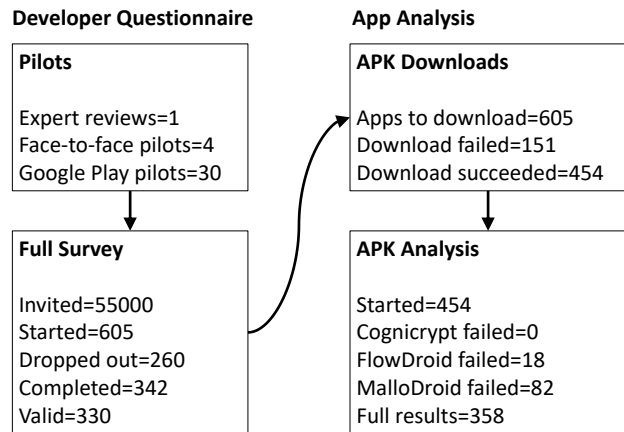 Developer Questionnaire
Pilots
Expert reviews=1
Face-to-face pilots=4
Google Play pilots=30
Full Survey
Invited=55000
Started=605
Dropped out=260
Completed=342
Valid=330
App Analysis
APK Downloads
Apps to download=605
Download failed=151
Download succeeded=454
APK Analysis
Started=454
Cognicrypt failed=0
FlowDroid failed=18
MalloDroid failed=82
Full results=358